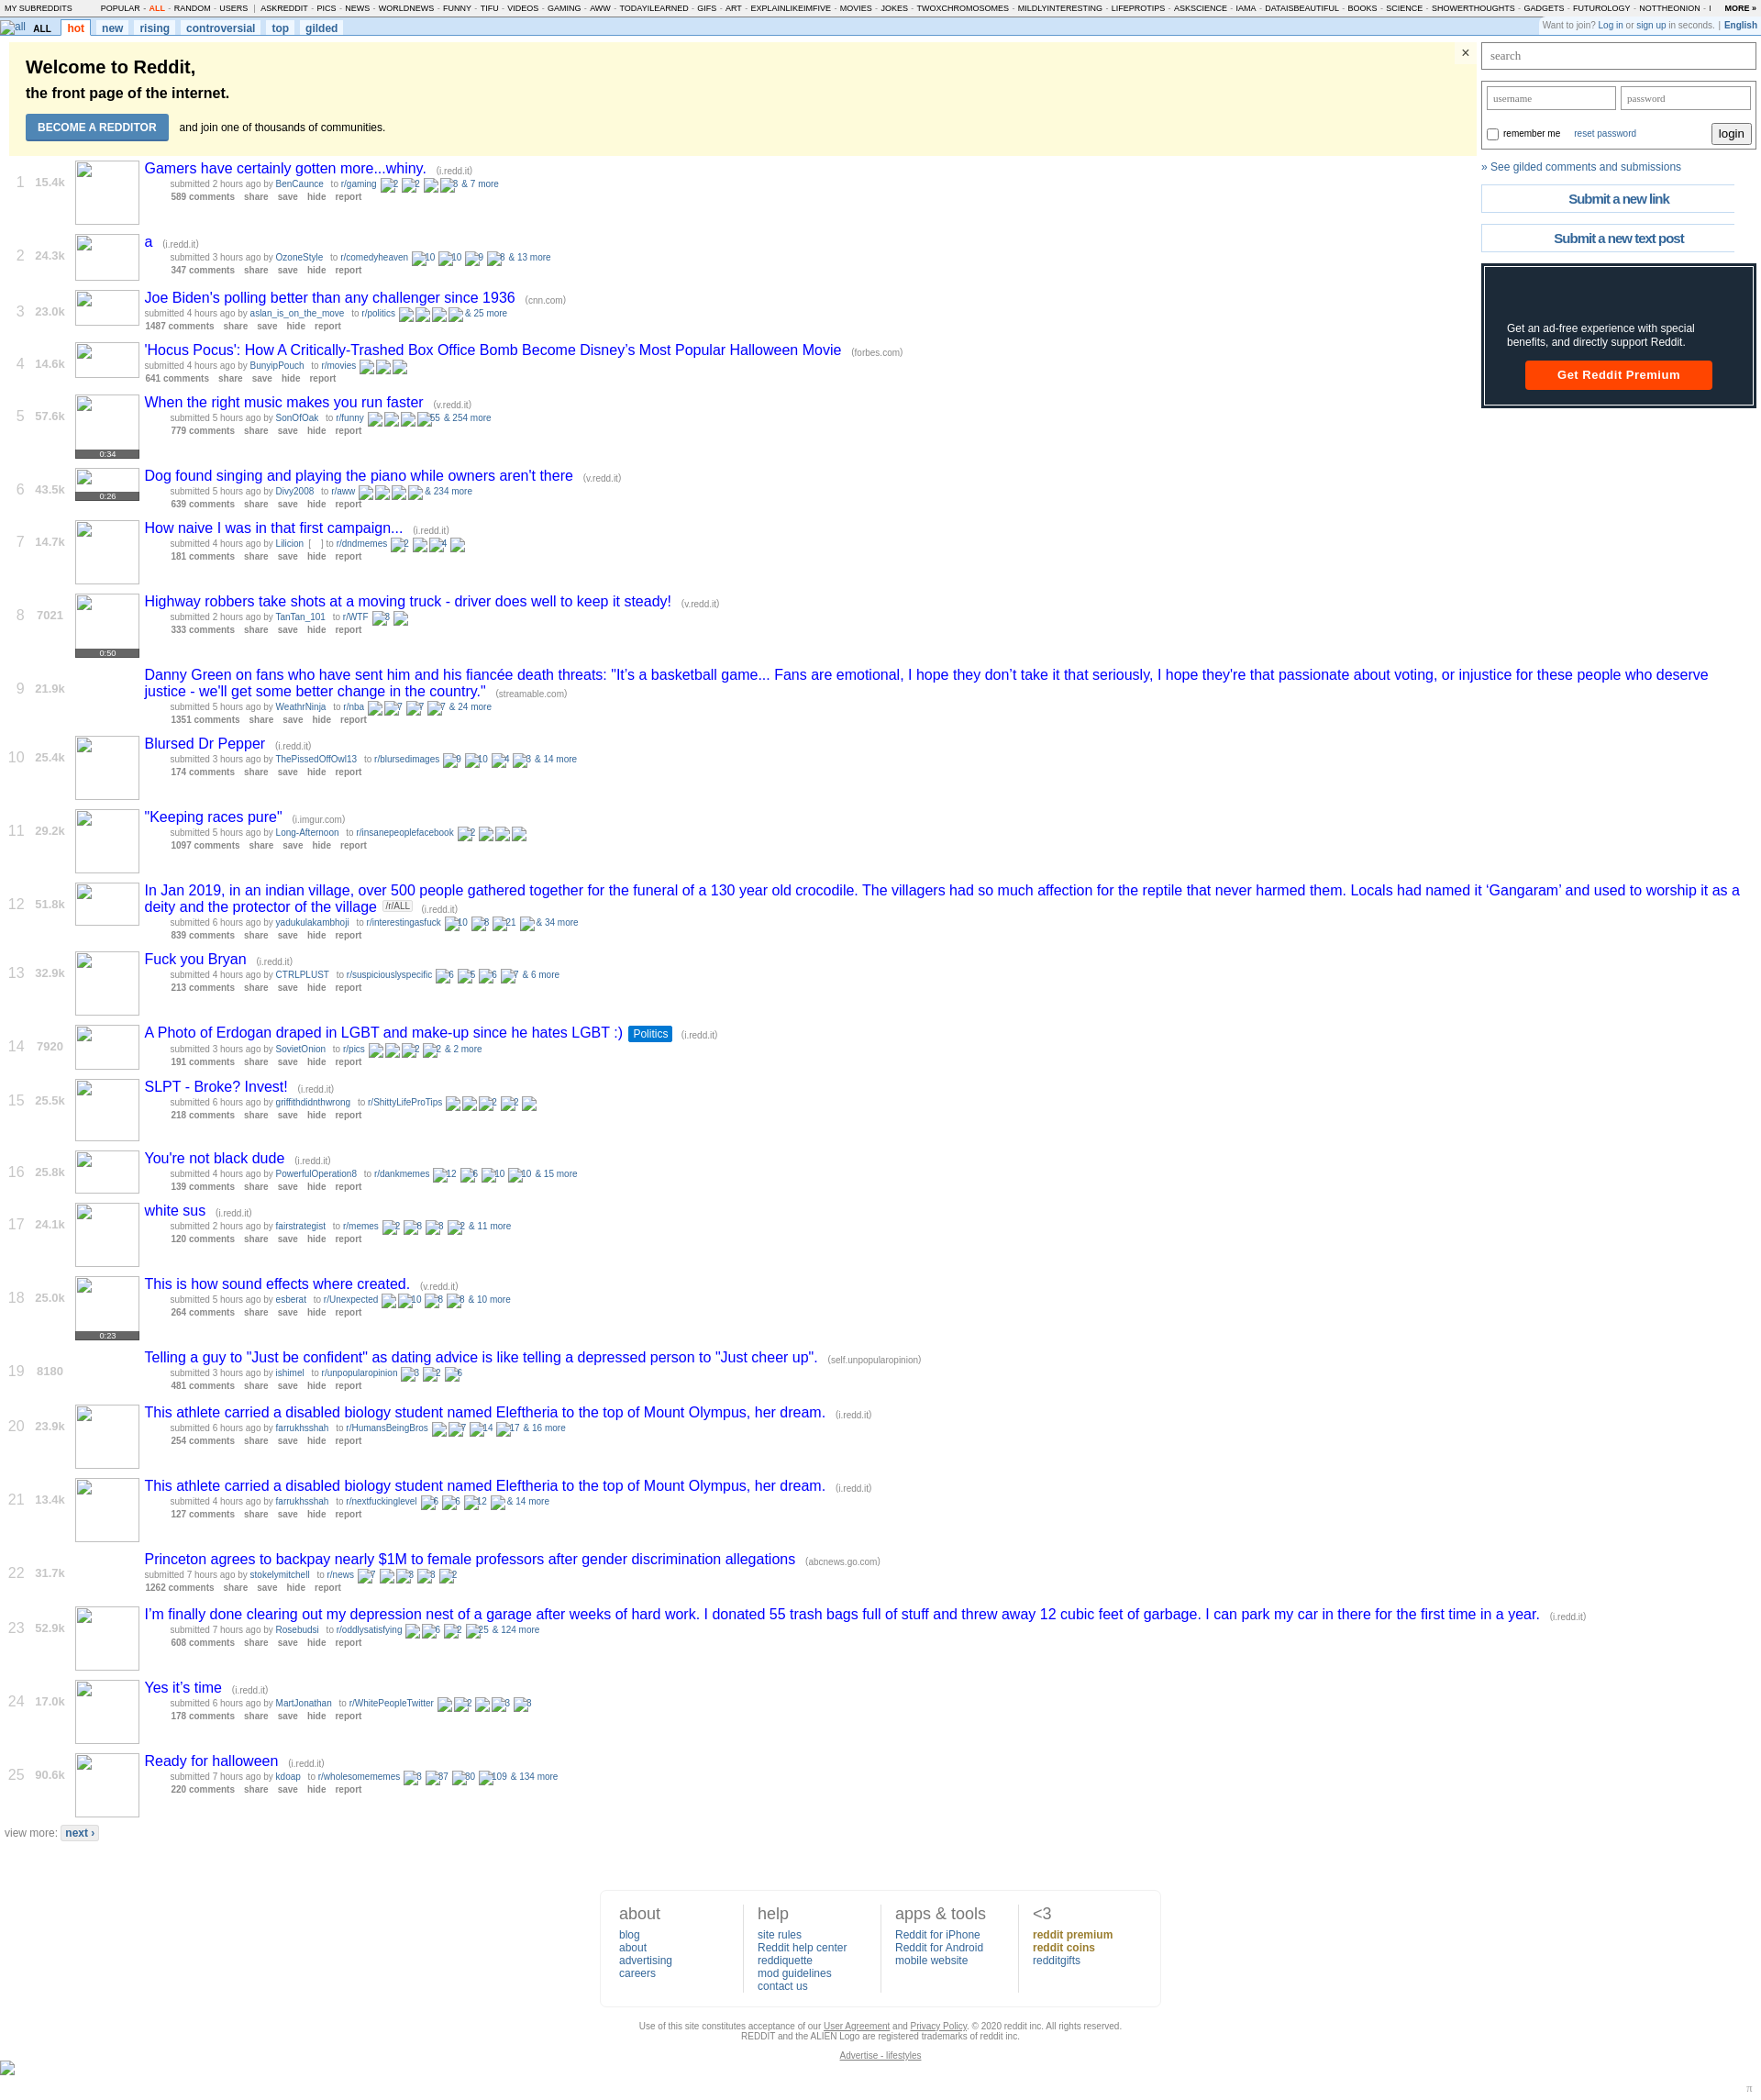 MY SUBREDDITS POPULAR - ALL - RANDOM - USERS | ASKREDDIT - PICS - NEWS - WORLDNEWS - FUNNY - TIFU - VIDEOS - GAMING - AWW - TODAYILEARNED - GIFS - ART - EXPLAINLIKEIMFIVE - MOVIES - JOKES - TWOXCHROMOSOMES - MILDLYINTERESTING - LIFEPROTIPS - ASKSCIENCE - IAMA - DATAISBEAUTIFUL - BOOKS - SCIENCE - SHOWERTHOUGHTS - GADGETS - FUTUROLOGY - NOTTHEONION - MORE »
all ALL hot new rising controversial top gilded
Want to join? Log in or sign up in seconds. | English
Welcome to Reddit,
the front page of the internet.
BECOME A REDDITOR and join one of thousands of communities.
×
search
username password
remember me reset password login
» See gilded comments and submissions
Submit a new link
Submit a new text post
Get an ad-free experience with special
benefits, and directly support Reddit.
Get Reddit Premium
1 15.4k Gamers have certainly gotten more...whiny. (i.redd.it)
submitted 2 hours ago by BenCaunce to r/gaming 2 2 3 & 7 more
589 comments share save hide report
2 24.3k a (i.redd.it)
submitted 3 hours ago by OzoneStyle to r/comedyheaven 10 10 9 8 & 13 more
347 comments share save hide report
3 23.0k Joe Biden's polling better than any challenger since 1936 (cnn.com)
submitted 4 hours ago by aslan_is_on_the_move to r/politics & 25 more
1487 comments share save hide report
4 14.6k 'Hocus Pocus': How A Critically-Trashed Box Office Bomb Become Disney’s Most Popular Halloween Movie (forbes.com)
submitted 4 hours ago by BunyipPouch to r/movies
641 comments share save hide report
5 57.6k When the right music makes you run faster (v.redd.it)
submitted 5 hours ago by SonOfOak to r/funny 55 & 254 more
779 comments share save hide report
0:34
6 43.5k Dog found singing and playing the piano while owners aren't there (v.redd.it)
submitted 5 hours ago by Divy2008 to r/aww & 234 more
0:26
639 comments share save hide report
7 14.7k How naive I was in that first campaign... (i.redd.it)
submitted 4 hours ago by Lilicion [ ] to r/dndmemes 2 4
181 comments share save hide report
8 7021 Highway robbers take shots at a moving truck - driver does well to keep it steady! (v.redd.it)
submitted 2 hours ago by TanTan_101 to r/WTF 3
333 comments share save hide report
0:50
9 21.9k Danny Green on fans who have sent him and his fiancée death threats: "It’s a basketball game... Fans are emotional, I hope they don’t take it that seriously, I hope they're that passionate about voting, or injustice for these people who deserve
justice - we'll get some better change in the country." (streamable.com)
submitted 5 hours ago by WeathrNinja to r/nba 7 7 7 & 24 more
1351 comments share save hide report
10 25.4k Blursed Dr Pepper (i.redd.it)
submitted 3 hours ago by ThePissedOffOwl13 to r/blursedimages 9 10 4 3 & 14 more
174 comments share save hide report
11 29.2k "Keeping races pure" (i.imgur.com)
submitted 5 hours ago by Long-Afternoon to r/insanepeoplefacebook 2
1097 comments share save hide report
12 51.8k In Jan 2019, in an indian village, over 500 people gathered together for the funeral of a 130 year old crocodile. The villagers had so much affection for the reptile that never harmed them. Locals had named it ‘Gangaram’ and used to worship it as a
deity and the protector of the village /r/ALL (i.redd.it)
submitted 6 hours ago by yadukulakambhoji to r/interestingasfuck 10 8 21 & 34 more
839 comments share save hide report
13 32.9k Fuck you Bryan (i.redd.it)
submitted 4 hours ago by CTRLPLUST to r/suspiciouslyspecific 6 5 6 7 & 6 more
213 comments share save hide report
14 7920 A Photo of Erdogan draped in LGBT and make-up since he hates LGBT :) Politics (i.redd.it)
submitted 3 hours ago by SovietOnion to r/pics 2 2 & 2 more
191 comments share save hide report
15 25.5k SLPT - Broke? Invest! (i.redd.it)
submitted 6 hours ago by griffithdidnthwrong to r/ShittyLifeProTips 2 2
218 comments share save hide report
16 25.8k You're not black dude (i.redd.it)
submitted 4 hours ago by PowerfulOperation8 to r/dankmemes 12 6 10 10 & 15 more
139 comments share save hide report
17 24.1k white sus (i.redd.it)
submitted 2 hours ago by fairstrategist to r/memes 2 8 3 2 & 11 more
120 comments share save hide report
18 25.0k This is how sound effects where created. (v.redd.it)
submitted 5 hours ago by esberat to r/Unexpected 10 8 8 & 10 more
264 comments share save hide report
0:23
19 8180 Telling a guy to "Just be confident" as dating advice is like telling a depressed person to "Just cheer up". (self.unpopularopinion)
submitted 3 hours ago by ishimel to r/unpopularopinion 3 2 6
481 comments share save hide report
20 23.9k This athlete carried a disabled biology student named Eleftheria to the top of Mount Olympus, her dream. (i.redd.it)
submitted 6 hours ago by farrukhsshah to r/HumansBeingBros 7 14 17 & 16 more
254 comments share save hide report
21 13.4k This athlete carried a disabled biology student named Eleftheria to the top of Mount Olympus, her dream. (i.redd.it)
submitted 4 hours ago by farrukhsshah to r/nextfuckinglevel 6 6 12 & 14 more
127 comments share save hide report
22 31.7k Princeton agrees to backpay nearly $1M to female professors after gender discrimination allegations (abcnews.go.com)
submitted 7 hours ago by stokelymitchell to r/news 7 3 3 2
1262 comments share save hide report
23 52.9k I’m finally done clearing out my depression nest of a garage after weeks of hard work. I donated 55 trash bags full of stuff and threw away 12 cubic feet of garbage. I can park my car in there for the first time in a year. (i.redd.it)
submitted 7 hours ago by Rosebudsi to r/oddlysatisfying 6 2 25 & 124 more
608 comments share save hide report
24 17.0k Yes it’s time (i.redd.it)
submitted 6 hours ago by MartJonathan to r/WhitePeopleTwitter 2 3 3
178 comments share save hide report
25 90.6k Ready for halloween (i.redd.it)
submitted 7 hours ago by kdoap to r/wholesomememes 3 87 80 109 & 134 more
220 comments share save hide report
view more: next ›
about
blog
about
advertising
careers
help
site rules
Reddit help center
reddiquette
mod guidelines
contact us
apps & tools
Reddit for iPhone
Reddit for Android
mobile website
<3
reddit premium
reddit coins
redditgifts
Use of this site constitutes acceptance of our User Agreement and Privacy Policy. © 2020 reddit inc. All rights reserved.
REDDIT and the ALIEN Logo are registered trademarks of reddit inc.
Advertise - lifestyles
π